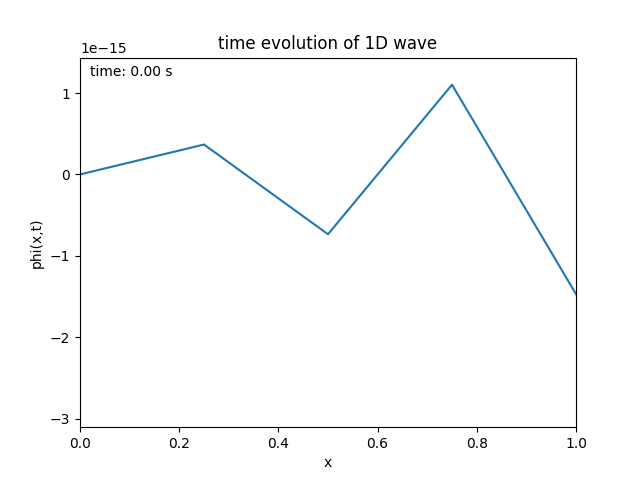 time evolution of 1D wave
1e−15
time: 0.00 s
1
0
−1
−2
−3
phi(x,t)
0.0 0.2 0.4 0.6 0.8 1.0
x